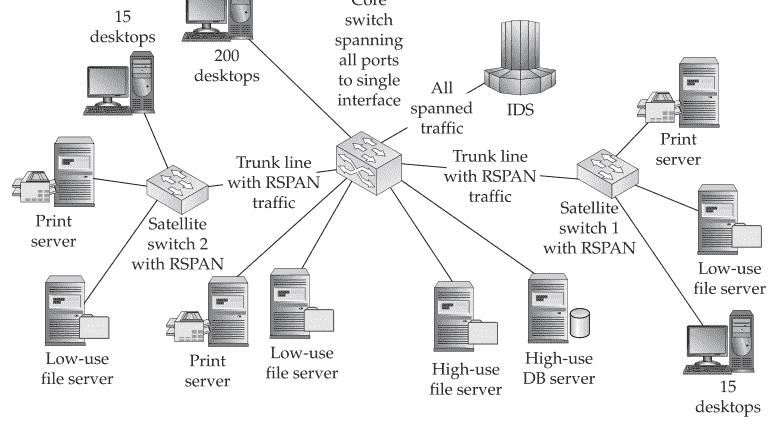 15
desktops
200
desktops
Core
switch
spanning
all ports
to single
interface
All
spanned
traffic
IDS
Print
server
Trunk line
with RSPAN
traffic
Trunk line
with RSPAN
traffic
Print
server
Satellite
switch 2
with RSPAN
Satellite
switch 1
with RSPAN
Low-use
file server
Low-use
file server
Print
server
Low-use
file server
High-use
file server
High-use
DB server
15
desktops